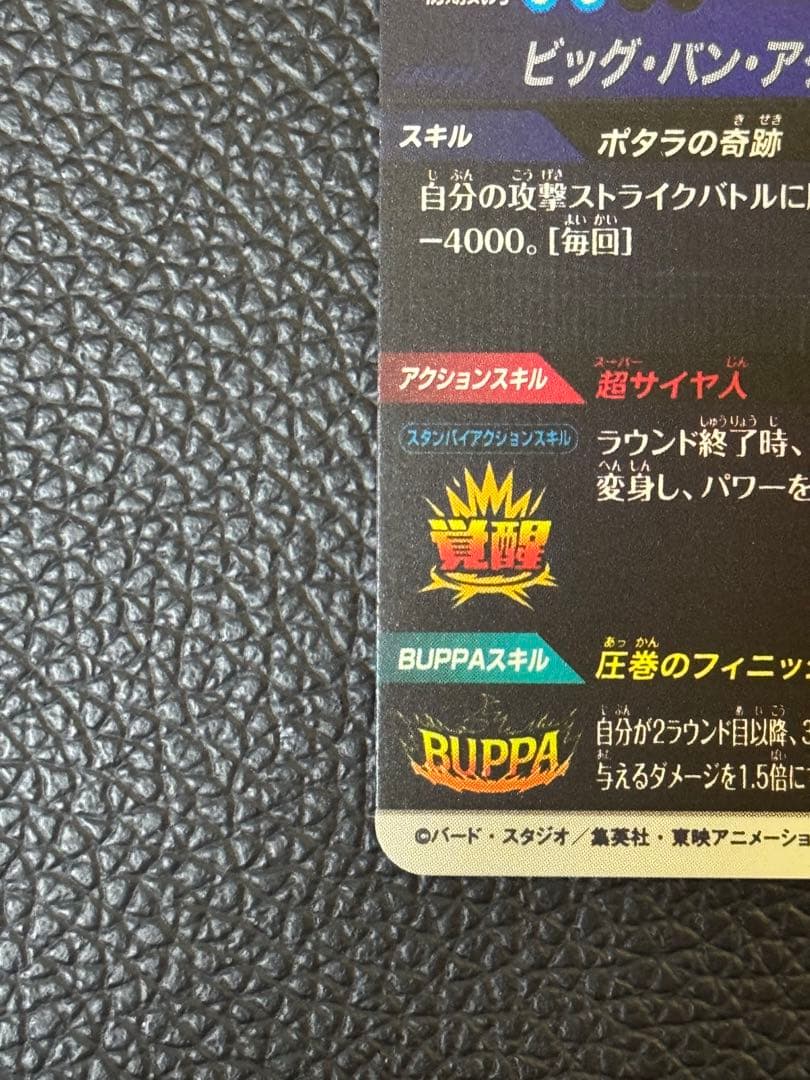 ビッグ・バン・ア
スキル
ポタラの奇跡
自分の攻撃ストライクバトルに
-4000。[毎回]
アクションスキル
超サイヤ人
スタンバイアクションスキル
ラウンド終了時、
変身し、パワーを
覚醒
BUPPAスキル
圧巻のフィニッ
自分が2ラウンド目以降、3
与えるダメージを1.5倍に
BUPPA
©バード・スタジオ/集英社・東映アニメーショ